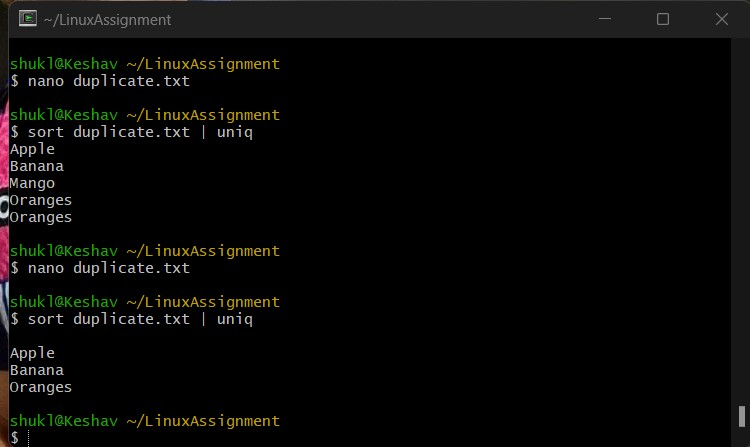 ~/LinuxAssignment
shukl@Keshav ~/LinuxAssignment
$ nano duplicate.txt
shukl@Keshav ~/LinuxAssignment
$ sort duplicate.txt | uniq
Apple
Banana
Mango
Oranges
Oranges
shukl@Keshav ~/LinuxAssignment
$ nano duplicate.txt
shukl@Keshav ~/LinuxAssignment
$ sort duplicate.txt | uniq
Apple
Banana
Oranges
shukl@Keshav ~/LinuxAssignment
$